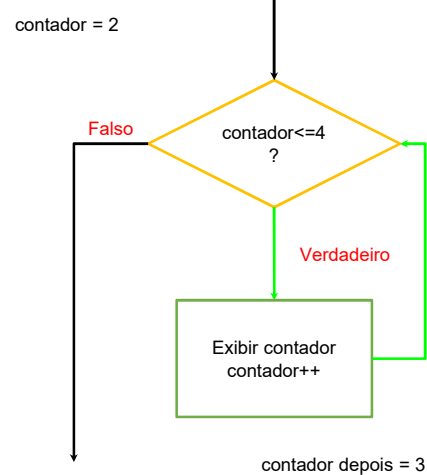 contador = 2
Falso
contador<=4
?
Verdadeiro
Exibir contador
contador++
contador depois = 3